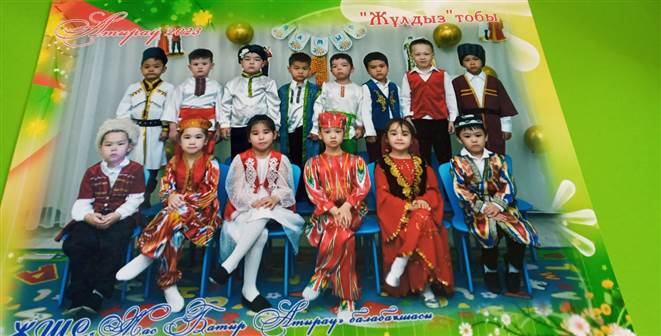 Атырау 2023
"Жұлдыз" тобы
ЖШС «Жас Батыр Атырау» балабақшасы